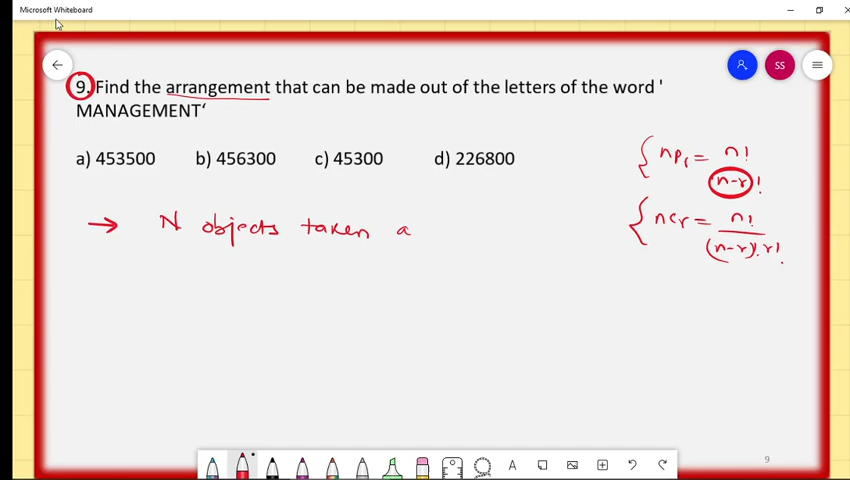 Microsoft Whiteboard
SS
9. Find the arrangement that can be made out of the letters of the word '
MANAGEMENT‘
a) 453500 b) 456300 c) 45300 d) 226800
nPr = n!
n-r !
nCr = n!
(n-r)! r!
→ N objects taken a
A
9